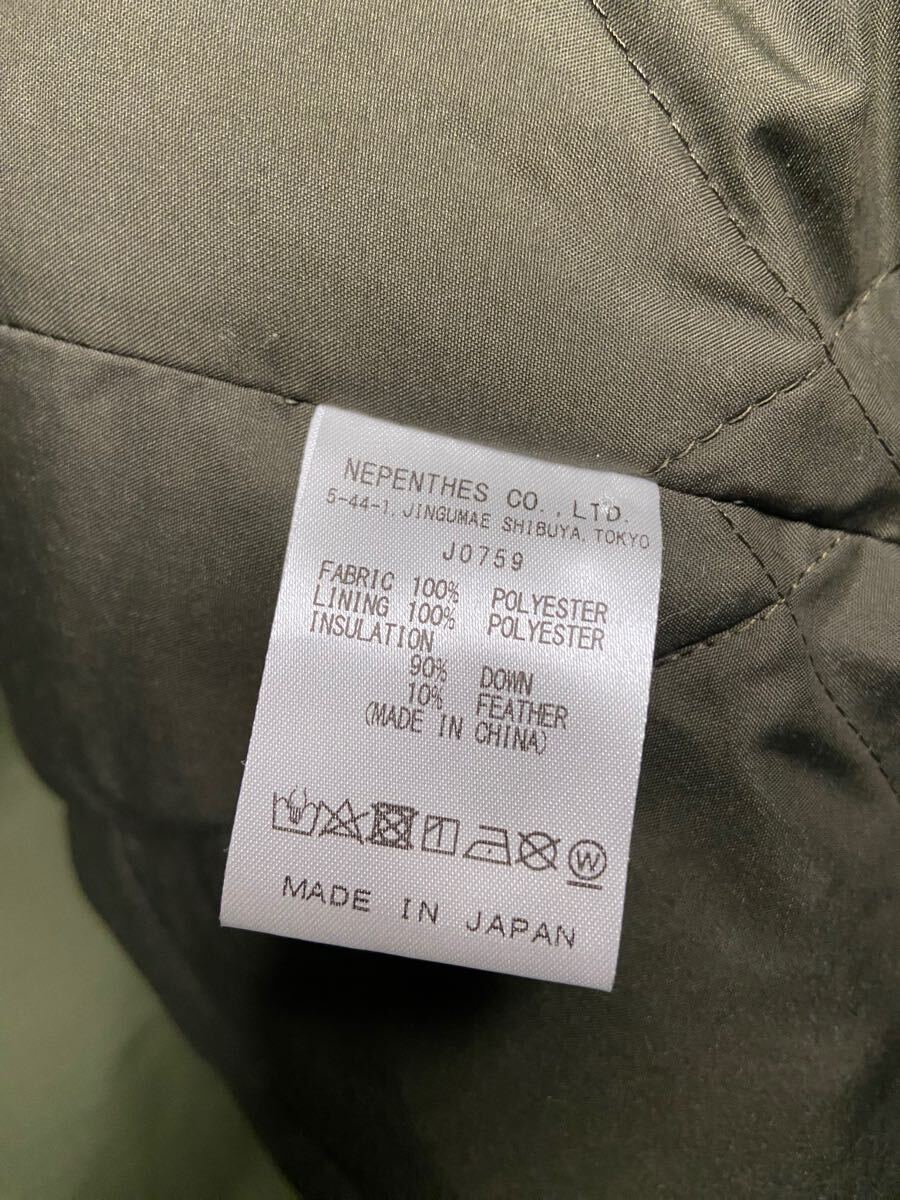 NEPENTHES CO., LTD.
5-44-1, JINGUMAE SHIBUYA, TOKYO
J0759
FABRIC 100% POLYESTER
LINING 100% POLYESTER
INSULATION
90% DOWN
10% FEATHER
(MADE IN CHINA)
W
MADE IN JAPAN